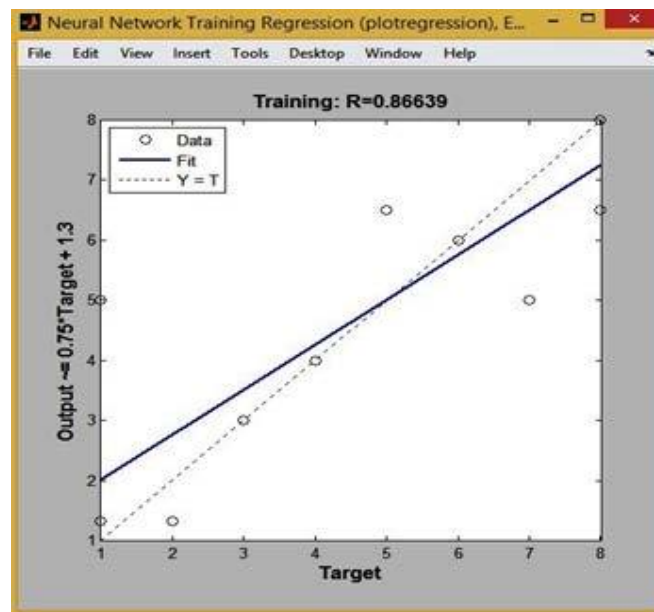 Neural Network Training Regression (plotregression), E...
File Edit View Insert Tools Desktop Window Help
Training: R=0.86639
Data
Fit
Y = T
Output ~= 0.75*Target + 1.3
8
7
6
5
4
3
2
1
1 2 3 4 5 6 7 8
Target